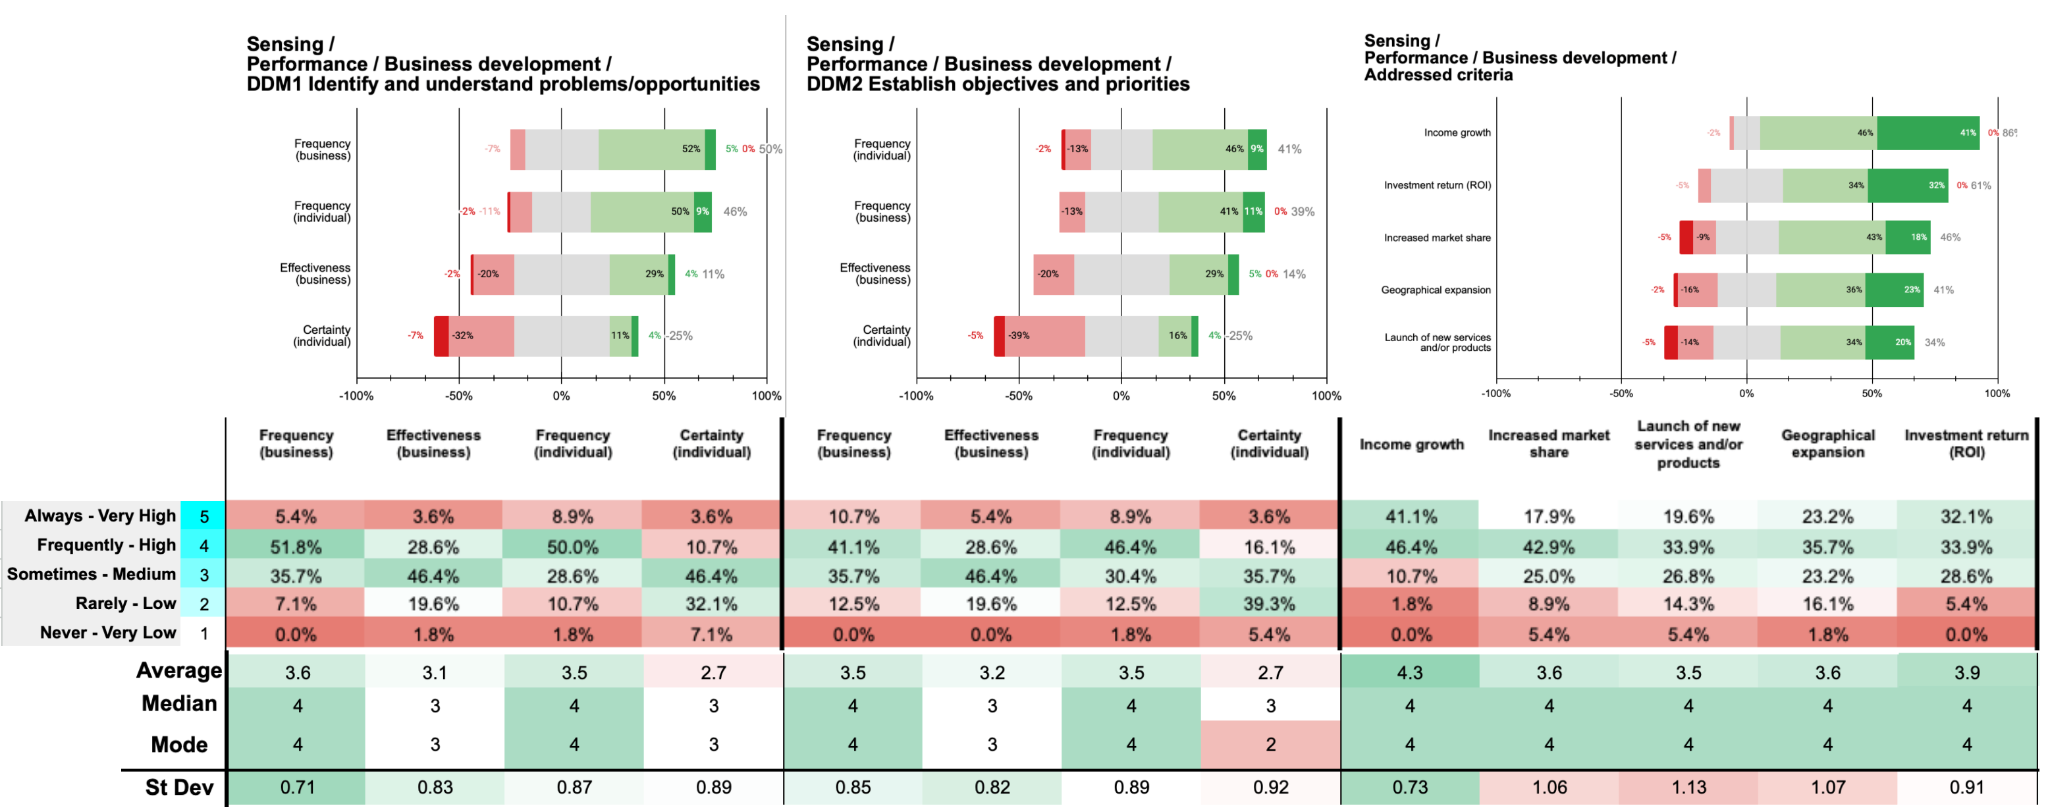 Sensing /
Performance / Business development /
DDM1 Identify and understand problems/opportunities
Frequency
(business)
-7% 52% 5% 0% 50%
Frequency
(individual)
-2% -11% 50% 9% 46%
Effectiveness
(business)
-2% -20% 29% 4% 11%
Certainty
(individual)
-7% -32% 11% 4% -25%
-100% -50% 0% 50% 100%
Sensing /
Performance / Business development /
DDM2 Establish objectives and priorities
Frequency
(individual)
-2% -13% 46% 9% 41%
Frequency
(business)
-13% 41% 11% 0% 39%
Effectiveness
(business)
-20% 29% 5% 0% 14%
Certainty
(individual)
-5% -39% 16% 4% -25%
-100% -50% 0% 50% 100%
Sensing /
Performance / Business development /
Addressed criteria
Income growth -2% 46% 41% 0% 86%
Investment return (ROI) -5% 34% 32% 0% 61%
Increased market share -5% -9% 43% 18% 46%
Geographical expansion -2% -16% 36% 23% 41%
Launch of new services
and/or products
-5% -14% 34% 20% 34%
-100% -50% 0% 50% 100%
Frequency
(business)
Effectiveness
(business)
Frequency
(individual)
Certainty
(individual)
Frequency
(business)
Effectiveness
(business)
Frequency
(individual)
Certainty
(individual)
Income growth
Increased market
share
Launch of new
services and/or
products
Geographical
expansion
Investment return
(ROI)
Always - Very High 5 5.4% 3.6% 8.9% 3.6% 10.7% 5.4% 8.9% 3.6% 41.1% 17.9% 19.6% 23.2% 32.1%
Frequently - High 4 51.8% 28.6% 50.0% 10.7% 41.1% 28.6% 46.4% 16.1% 46.4% 42.9% 33.9% 35.7% 33.9%
Sometimes - Medium 3 35.7% 46.4% 28.6% 46.4% 35.7% 46.4% 30.4% 35.7% 10.7% 25.0% 26.8% 23.2% 28.6%
Rarely - Low 2 7.1% 19.6% 10.7% 32.1% 12.5% 19.6% 12.5% 39.3% 1.8% 8.9% 14.3% 16.1% 5.4%
Never - Very Low 1 0.0% 1.8% 1.8% 7.1% 0.0% 0.0% 1.8% 5.4% 0.0% 5.4% 5.4% 1.8% 0.0%
Average 3.6 3.1 3.5 2.7 3.5 3.2 3.5 2.7 4.3 3.6 3.5 3.6 3.9
Median 4 3 4 3 4 3 4 3 4 4 4 4 4
Mode 4 3 4 3 4 3 4 2 4 4 4 4 4
St Dev 0.71 0.83 0.87 0.89 0.85 0.82 0.89 0.92 0.73 1.06 1.13 1.07 0.91